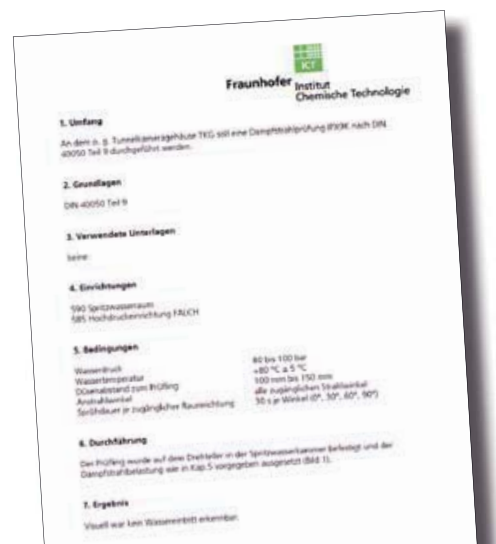 ICT
Fraunhofer Institut
Chemische Technologie
1. Umfang
An dem o. g. Tunnelkameragehäuse TKG soll eine Dampfstrahlprüfung IPX9K nach DIN
40050 Teil 9 durchgeführt werden.
2. Grundlagen
DIN 40050 Teil 9
3. Verwendete Unterlagen
keine
4. Einrichtungen
590 Spritzwasserraum
585 Hochdruckeinrichtung FALCH
5. Bedingungen
Wasserdruck 80 bis 100 bar
Wassertemperatur +80 °C ± 5 °C
Düsenabstand zum Prüfling 100 mm bis 150 mm
Anstrahlwinkel alle zugänglichen Strahlwinkel
Sprühdauer je zugänglicher Raumrichtung 30 s je Winkel (0°, 30°, 60°, 90°)
6. Durchführung
Der Prüfling wurde auf dem Drehteller in der Spritzwasserkammer befestigt und der
Dampfstrahlbelastung wie in Kap.5 vorgegeben ausgesetzt (Bild 1).
7. Ergebnis
Visuell war kein Wassereintritt erkennbar.